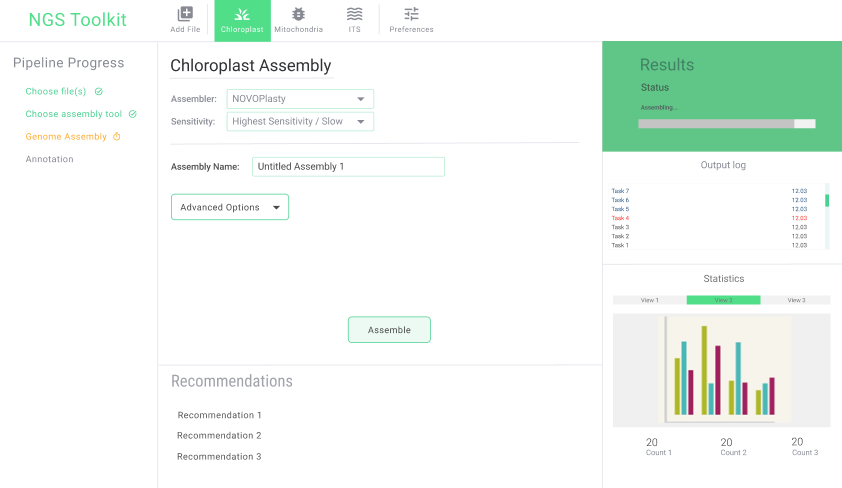 NGS Toolkit
Add File
Chloroplast
Mitochondria
ITS
Preferences
Pipeline Progress
Choose file(s)
Choose assembly tool
Genome Assembly
Annotation
Chloroplast Assembly
Assembler: NOVOPlasty
Sensitivity: Highest Sensitivity / Slow
Assembly Name: Untitled Assembly 1
Advanced Options
Assemble
Recommendations
Recommendation 1
Recommendation 2
Recommendation 3
Results
Status
Assembling...
Output log
Task 7 12.03
Task 6 12.03
Task 5 12.03
Task 4 12.03
Task 3 12.03
Task 2 12.03
Task 1 12.03
Statistics
View 1 View 2 View 3
20 20 20
Count 1 Count 2 Count 3